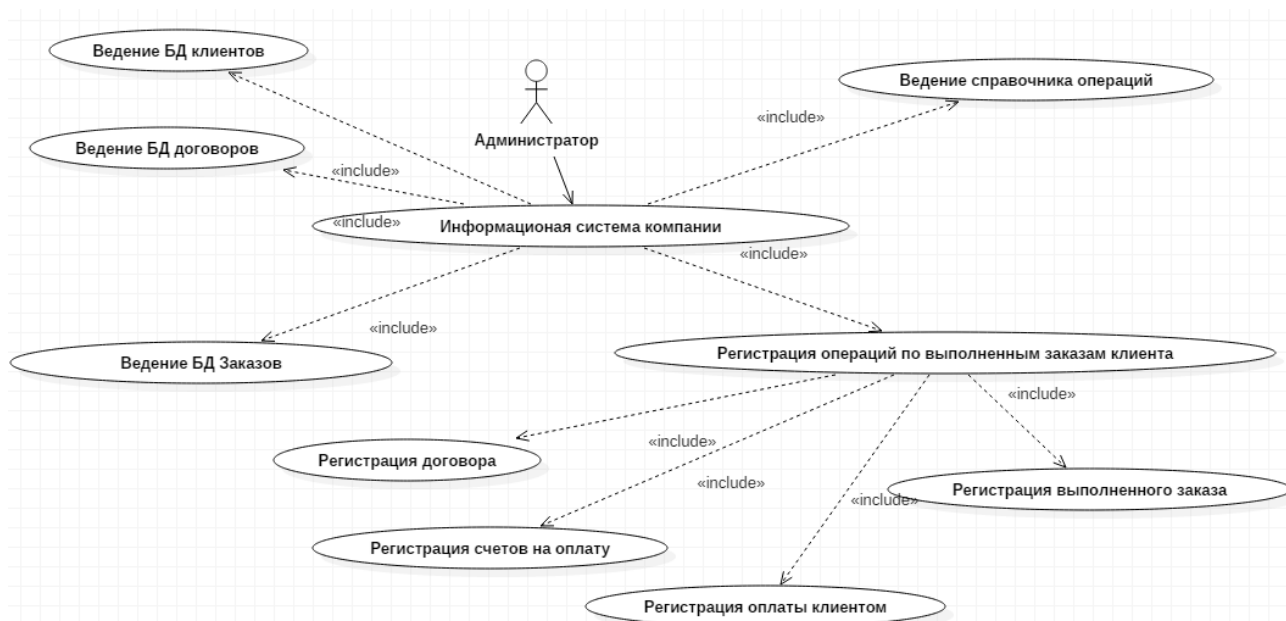 Ведение БД клиентов
Ведение справочника операций
«include»
Администратор
Ведение БД договоров
«include»
«include»
Информационая система компании
«include»
«include»
Ведение БД Заказов
Регистрация операций по выполненным заказам клиента
«include»
«include»
Регистрация договора
«include»
Регистрация выполненного заказа
«include»
Регистрация счетов на оплату
Регистрация оплаты клиентом